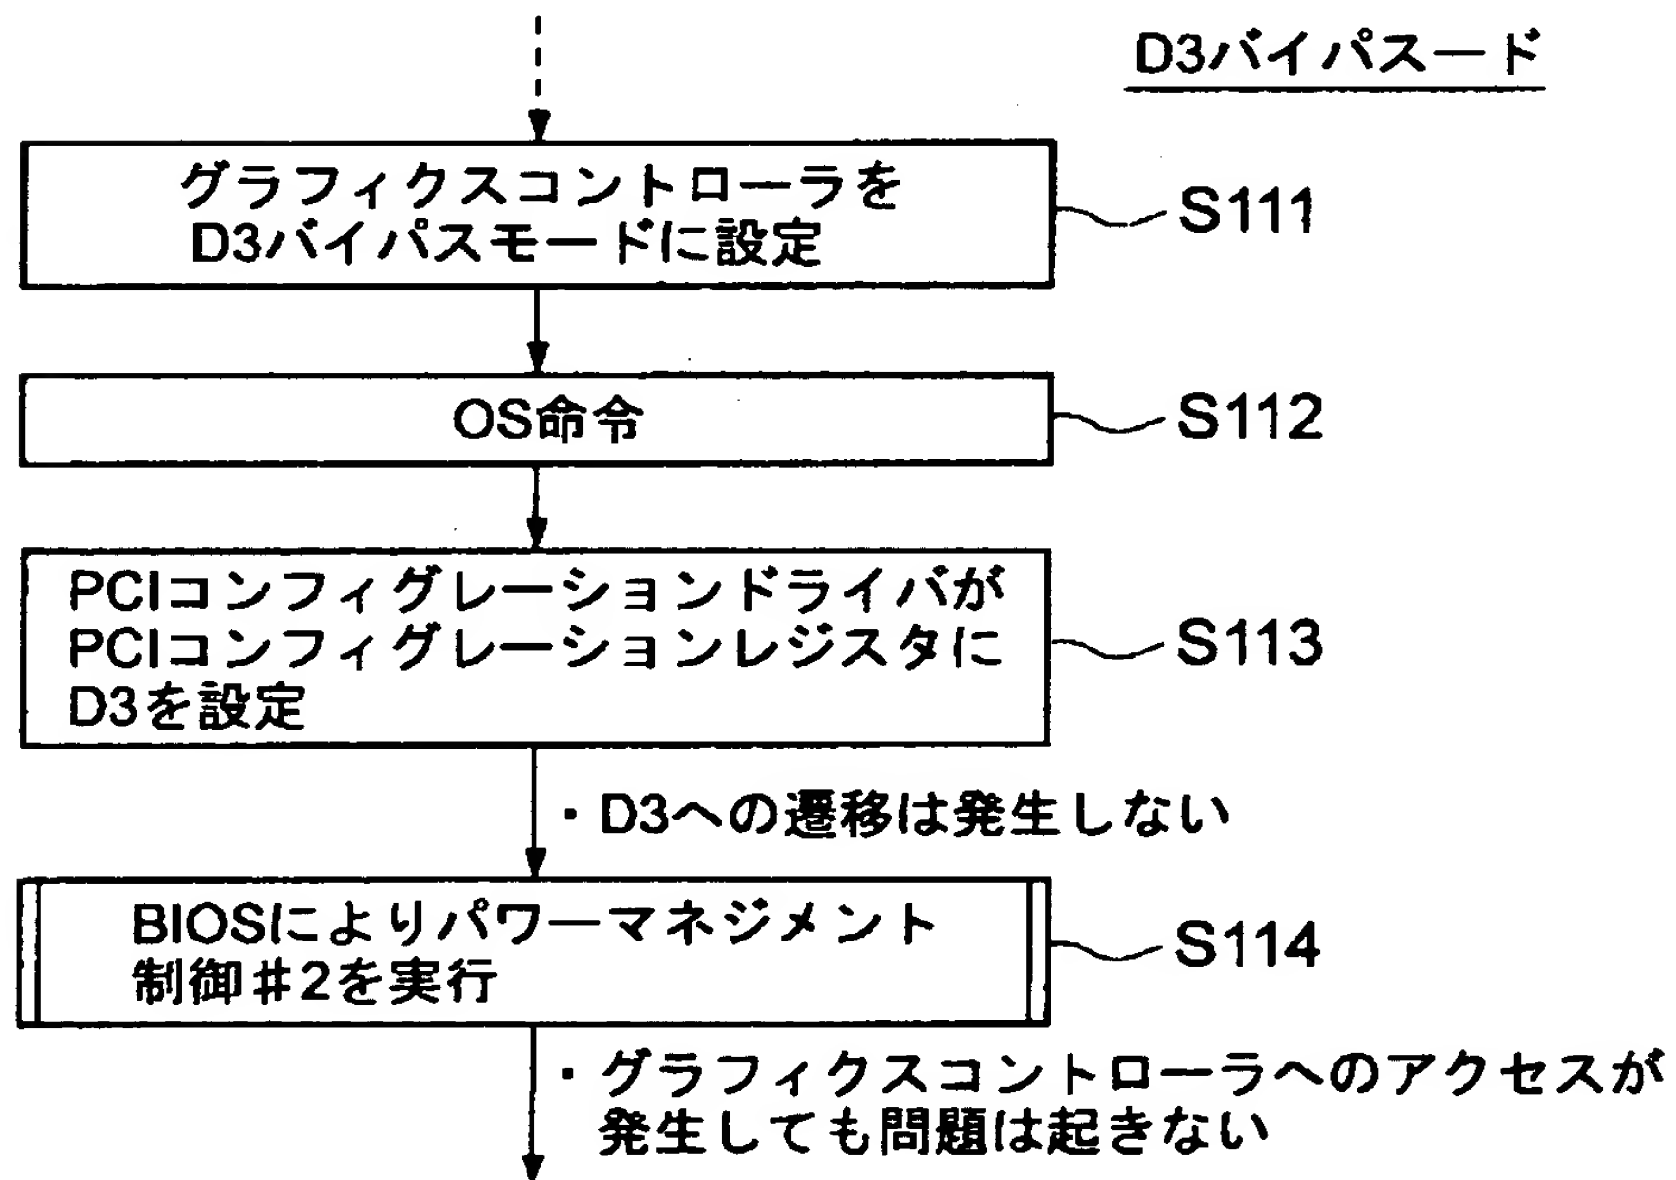 D3バイパスード
グラフィクスコントローラを
D3バイパスモードに設定
S111
OS命令
S112
PCIコンフィグレーションドライバが
PCIコンフィグレーションレジスタに
D3を設定
S113
・D3への遷移は発生しない
BIOSによりパワーマネジメント
制御＃2を実行
S114
・グラフィクスコントローラへのアクセスが
発生しても問題は起きない